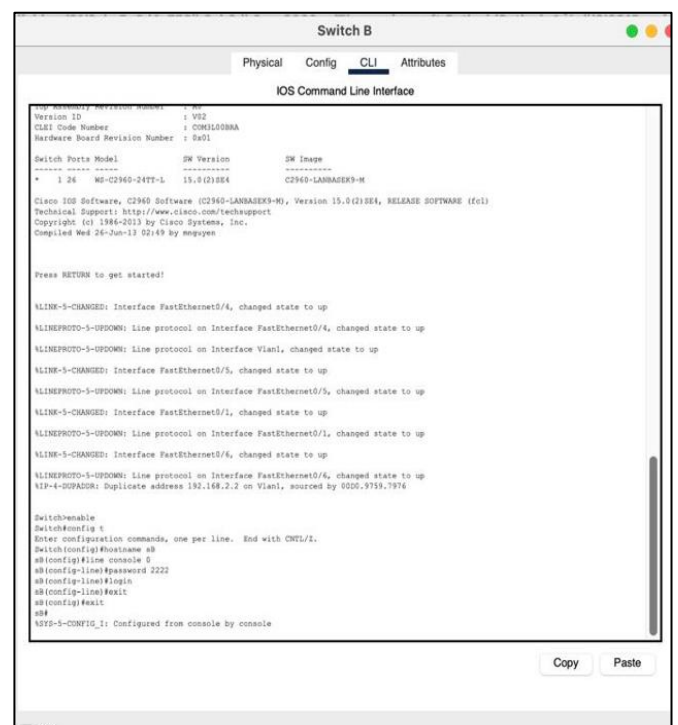 Switch B
Physical Config CLI Attributes
IOS Command Line Interface
Top Assembly Revision Number : A0
Version ID : V02
CLEI Code Number : COM3L00BRA
Hardware Board Revision Number : 0x01
Switch Ports Model SW Version SW Image
------ ----- ----- ---------- ----------
* 1 26 WS-C2960-24TT-L 15.0(2)SE4 C2960-LANBASEK9-M
Cisco IOS Software, C2960 Software (C2960-LANBASEK9-M), Version 15.0(2)SE4, RELEASE SOFTWARE (fc1)
Technical Support: http://www.cisco.com/techsupport
Copyright (c) 1986-2013 by Cisco Systems, Inc.
Compiled Wed 26-Jun-13 02:49 by mnguyen
Press RETURN to get started!
%LINK-5-CHANGED: Interface FastEthernet0/4, changed state to up
%LINEPROTO-5-UPDOWN: Line protocol on Interface FastEthernet0/4, changed state to up
%LINEPROTO-5-UPDOWN: Line protocol on Interface Vlan1, changed state to up
%LINK-5-CHANGED: Interface FastEthernet0/5, changed state to up
%LINEPROTO-5-UPDOWN: Line protocol on Interface FastEthernet0/5, changed state to up
%LINK-5-CHANGED: Interface FastEthernet0/1, changed state to up
%LINEPROTO-5-UPDOWN: Line protocol on Interface FastEthernet0/1, changed state to up
%LINK-5-CHANGED: Interface FastEthernet0/6, changed state to up
%LINEPROTO-5-UPDOWN: Line protocol on Interface FastEthernet0/6, changed state to up
%IP-4-DUPADDR: Duplicate address 192.168.2.2 on Vlan1, sourced by 00D0.9759.7976
Switch>enable
Switch#config t
Enter configuration commands, one per line. End with CNTL/Z.
Switch(config)#hostname sB
sB(config)#line console 0
sB(config-line)#password 2222
sB(config-line)#login
sB(config-line)#exit
sB(config)#exit
sB#
%SYS-5-CONFIG_I: Configured from console by console
Copy Paste